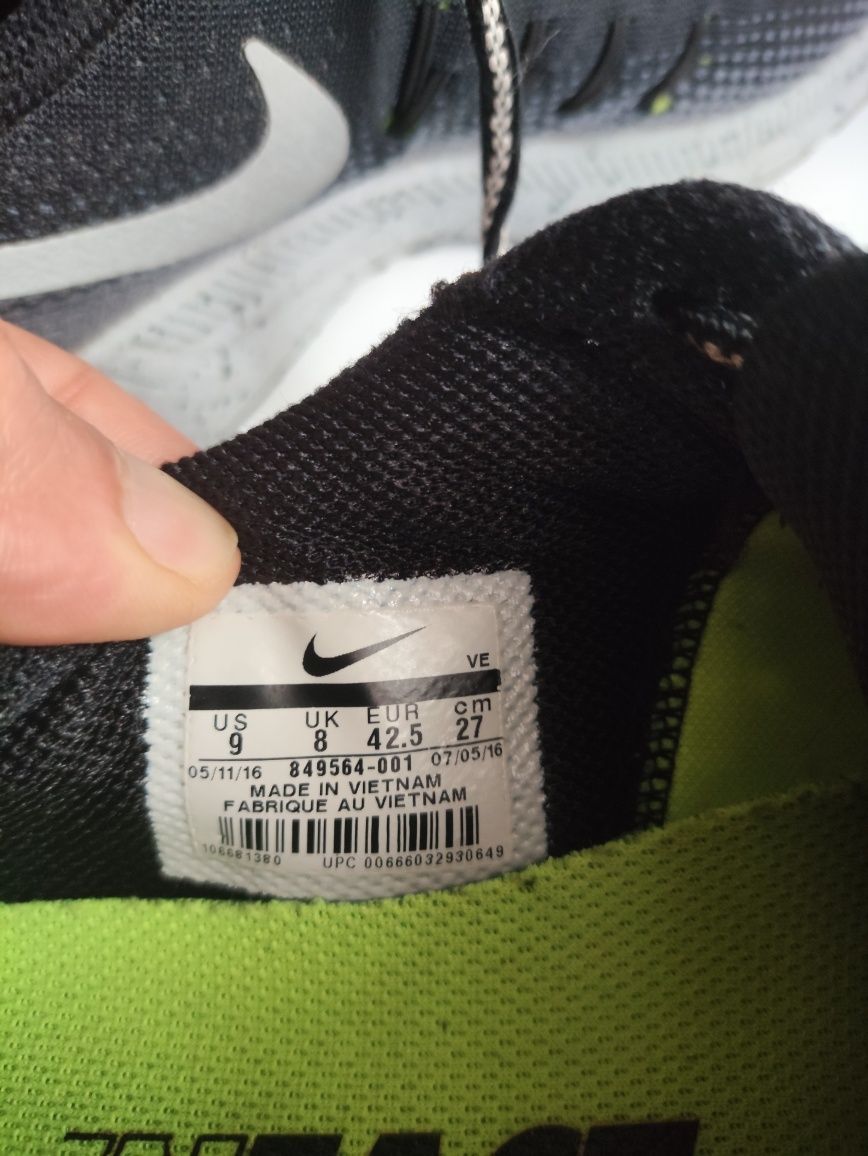 VE
US UK EUR cm
9 8 42.5 27
05/11/16 849564-001 07/05/16
MADE IN VIETNAM
FABRIQUE AU VIETNAM
106681380 UPC 00666032930649